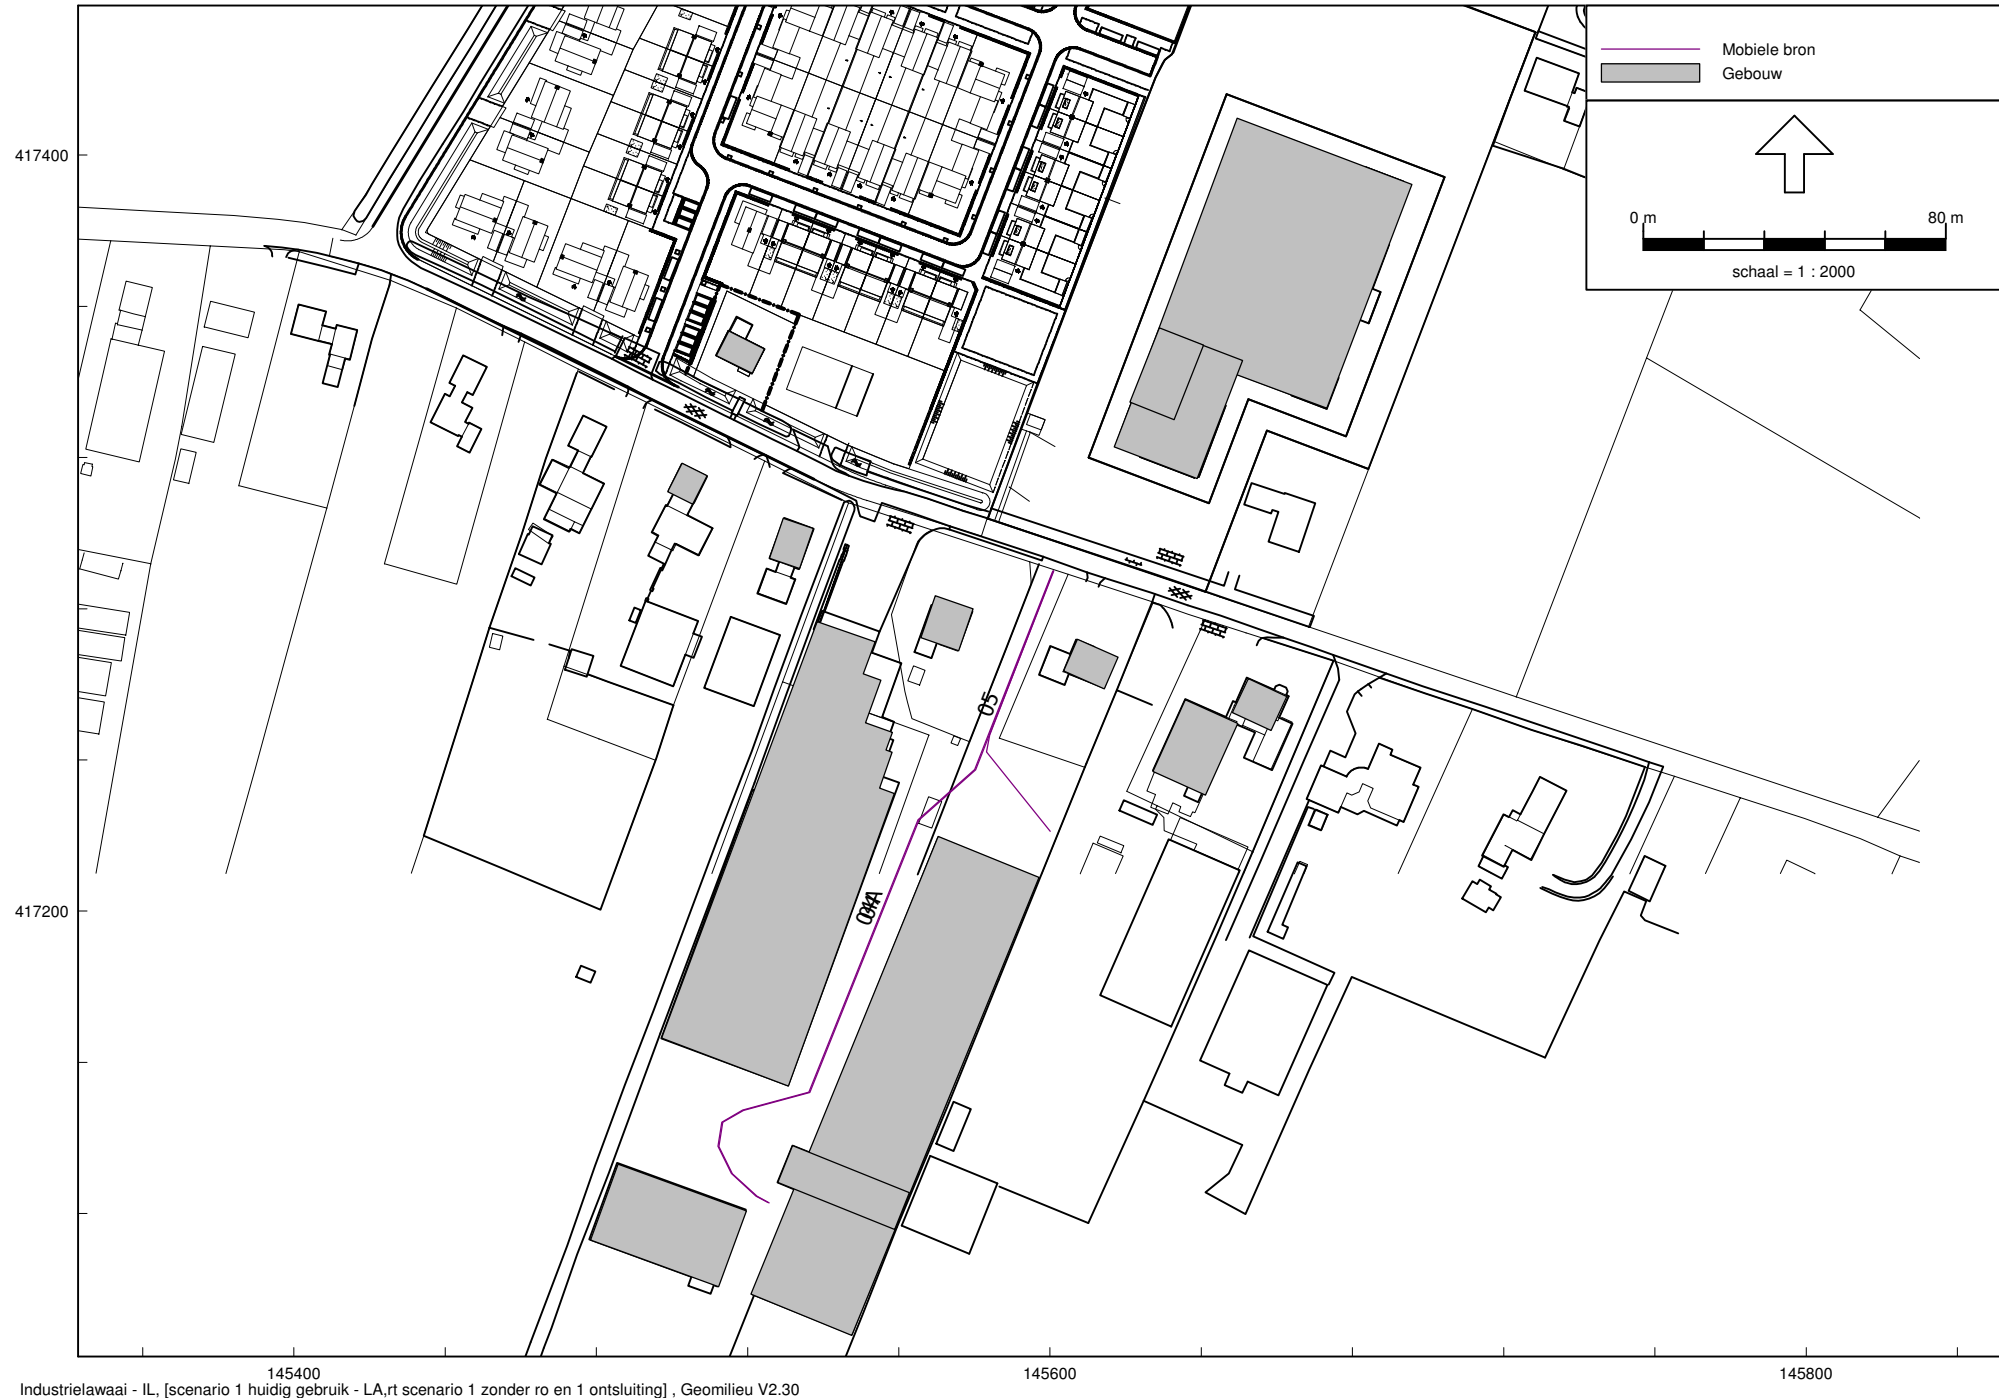 Mobiele bron
Gebouw
417400
0 m 80 m
schaal = 1 : 2000
05
417200
145400 145600 145800
Industrielawaai - IL, [scenario 1 huidig gebruik - LA,rt scenario 1 zonder ro en 1 ontsluiting] , Geomilieu V2.30